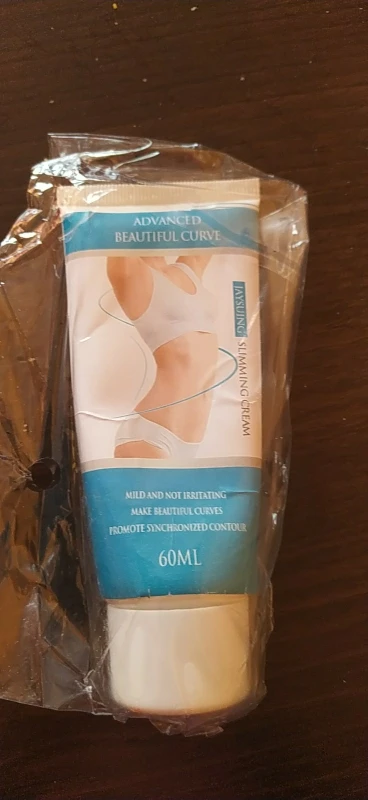 ADVANCED
BEAUTIFUL CURVE
JAYSUING SLIMMING CREAM
MILD AND NOT IRRITATING
MAKE BEAUTIFUL CURVES
PROMOTE SYNCHRONIZED CONTOUR
60ML